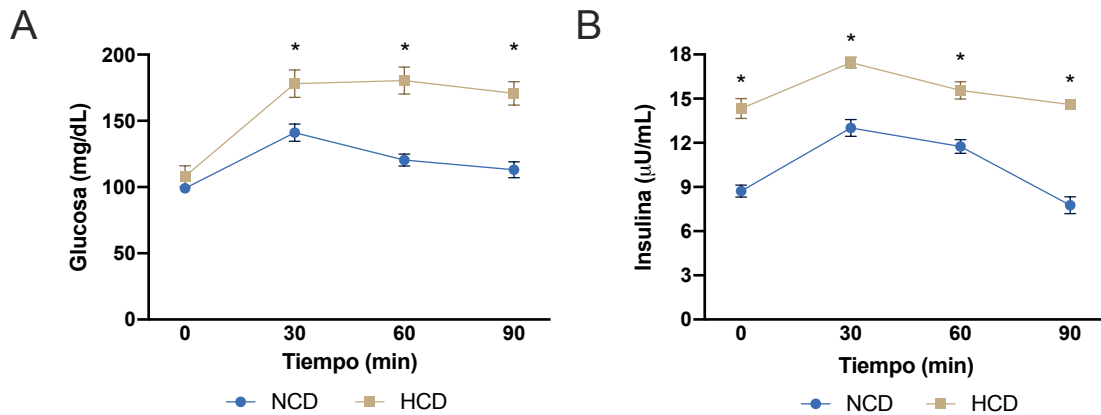 A
Glucosa (mg/dL)
200
150
100
50
0
* * *
0 30 60 90
Tiempo (min)
NCD HCD
B
Insulina (μU/mL)
18
15
12
9
6
3
0
* * * *
0 30 60 90
Tiempo (min)
NCD HCD